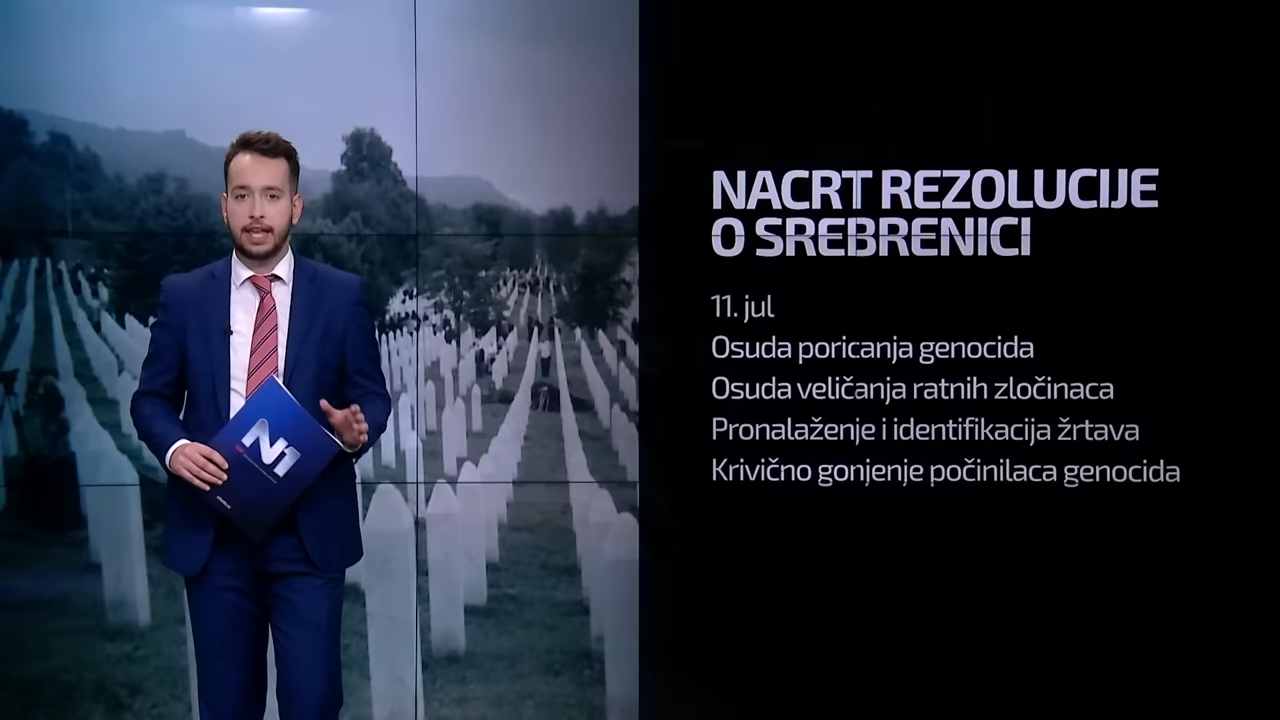 N1
NACRT REZOLUCIJE
O SREBRENICI
11. jul
Osuda poricanja genocida
Osuda veličanja ratnih zločinaca
Pronalaženje i identifikacija žrtava
Krivično gonjenje počinilaca genocida